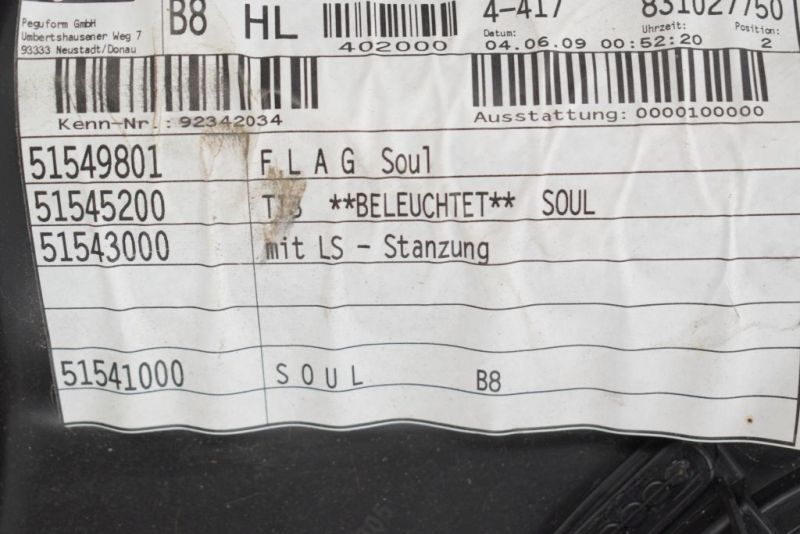 Peguform GmbH
Umbertshausener Weg 7
93333 Neustadt/Donau
B8 HL
402000
4-417 831027750
Datum: Uhrzeit: Position:
04.06.09 00:52:20 2
Kenn-Nr.: 92342034
Ausstattung: 0000100000
51549801 F L A G Soul
51545200 **BELEUCHTET** SOUL
51543000 mit LS - Stanzung
51541000 S O U L B8